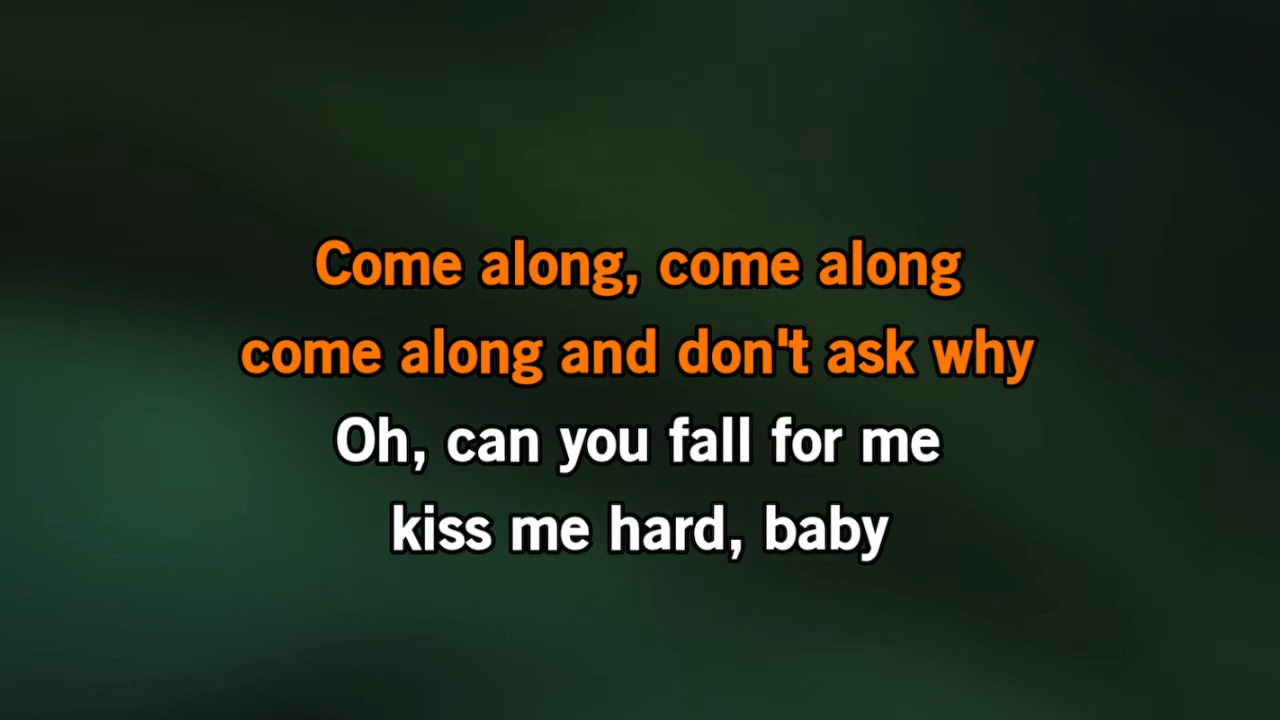 Come along, come along
come along and don't ask why
Oh, can you fall for me
kiss me hard, baby